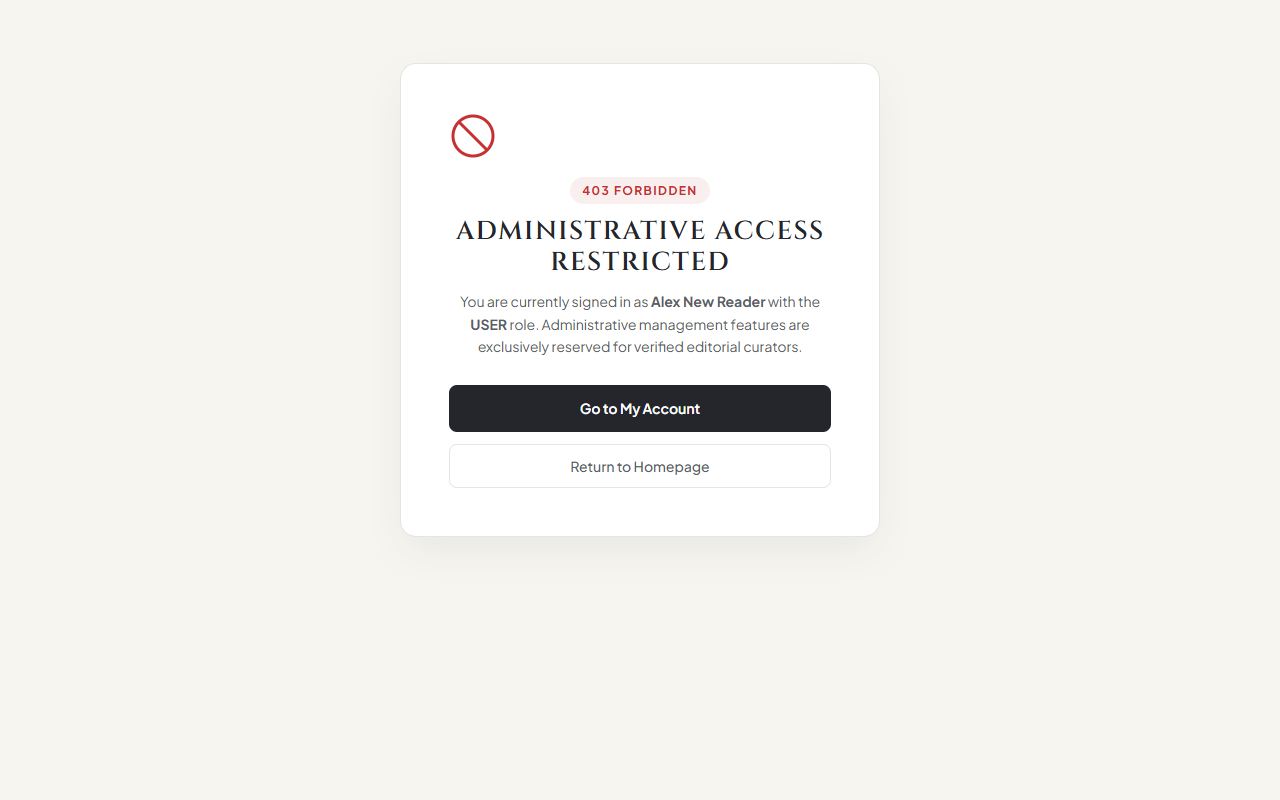 403 FORBIDDEN
ADMINISTRATIVE ACCESS
RESTRICTED
You are currently signed in as Alex New Reader with the
USER role. Administrative management features are
exclusively reserved for verified editorial curators.
Go to My Account
Return to Homepage